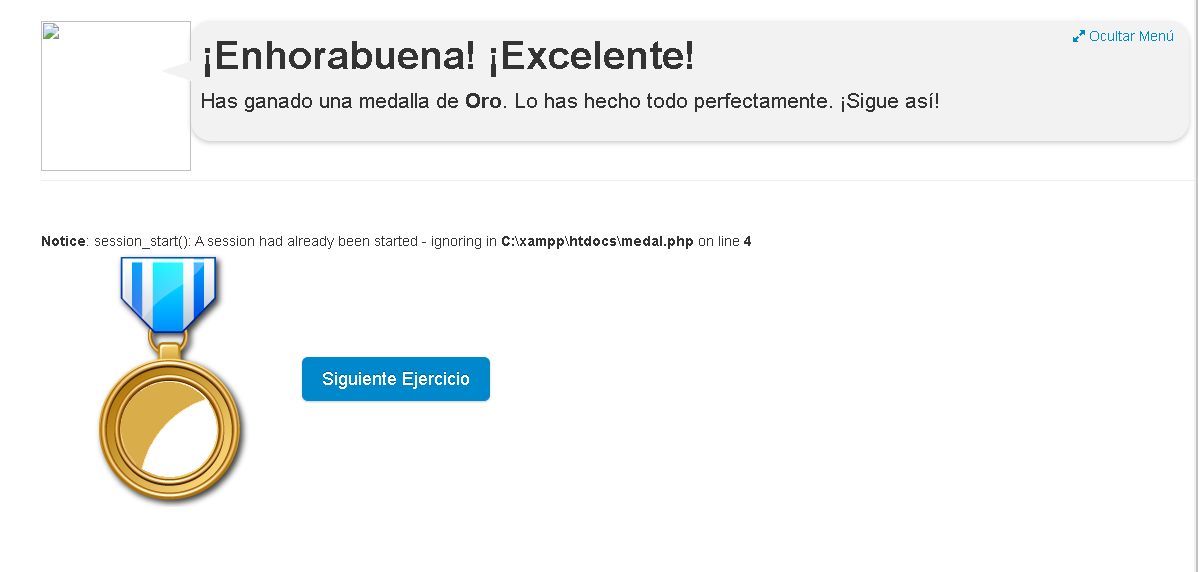 Ocultar Menú
¡Enhorabuena! ¡Excelente!
Has ganado una medalla de Oro. Lo has hecho todo perfectamente. ¡Sigue así!
Notice: session_start(): A session had already been started - ignoring in C:\xampp\htdocs\medal.php on line 4
Siguiente Ejercicio